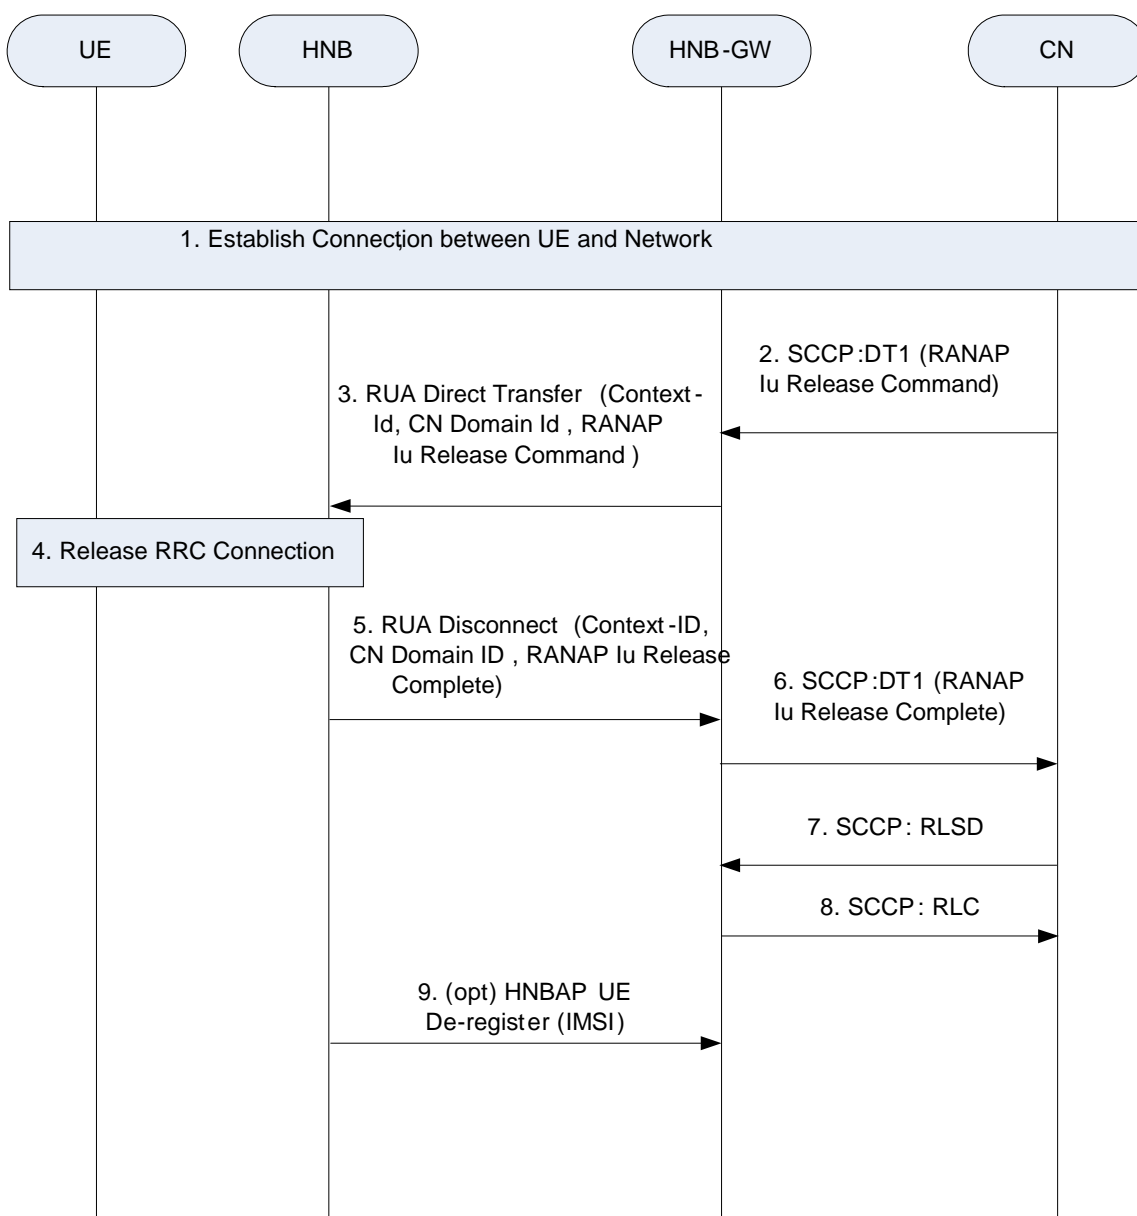 UE
HNB
HNB-GW
CN
1. Establish Connection between UE and Network
2. SCCP:DT1 (RANAP
Iu Release Command)
3. RUA Direct Transfer (Context-
Id, CN Domain Id , RANAP
Iu Release Command )
4. Release RRC Connection
5. RUA Disconnect (Context-ID,
CN Domain ID , RANAP Iu Release
Complete)
6. SCCP:DT1 (RANAP
Iu Release Complete)
7. SCCP: RLSD
8. SCCP: RLC
9. (opt) HNBAP UE
De-register (IMSI)